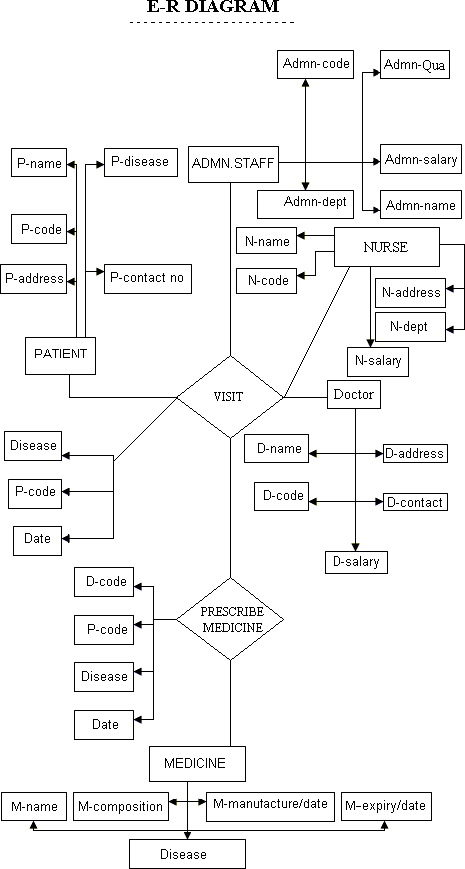 E-R DIAGRAM
Admn-code
Admn-Qua
P-name
P-disease
ADMN.STAFF
Admn-salary
Admn-dept
Admn-name
P-code
N-name
NURSE
P-address
P-contact no
N-code
N-address
N-dept
PATIENT
N-salary
VISIT
Doctor
Disease
D-name
D-address
P-code
D-code
D-contact
Date
D-salary
D-code
PRESCRIBE
MEDICINE
P-code
Disease
Date
MEDICINE
M-name
M-composition
M-manufacture/date
M-expiry/date
Disease